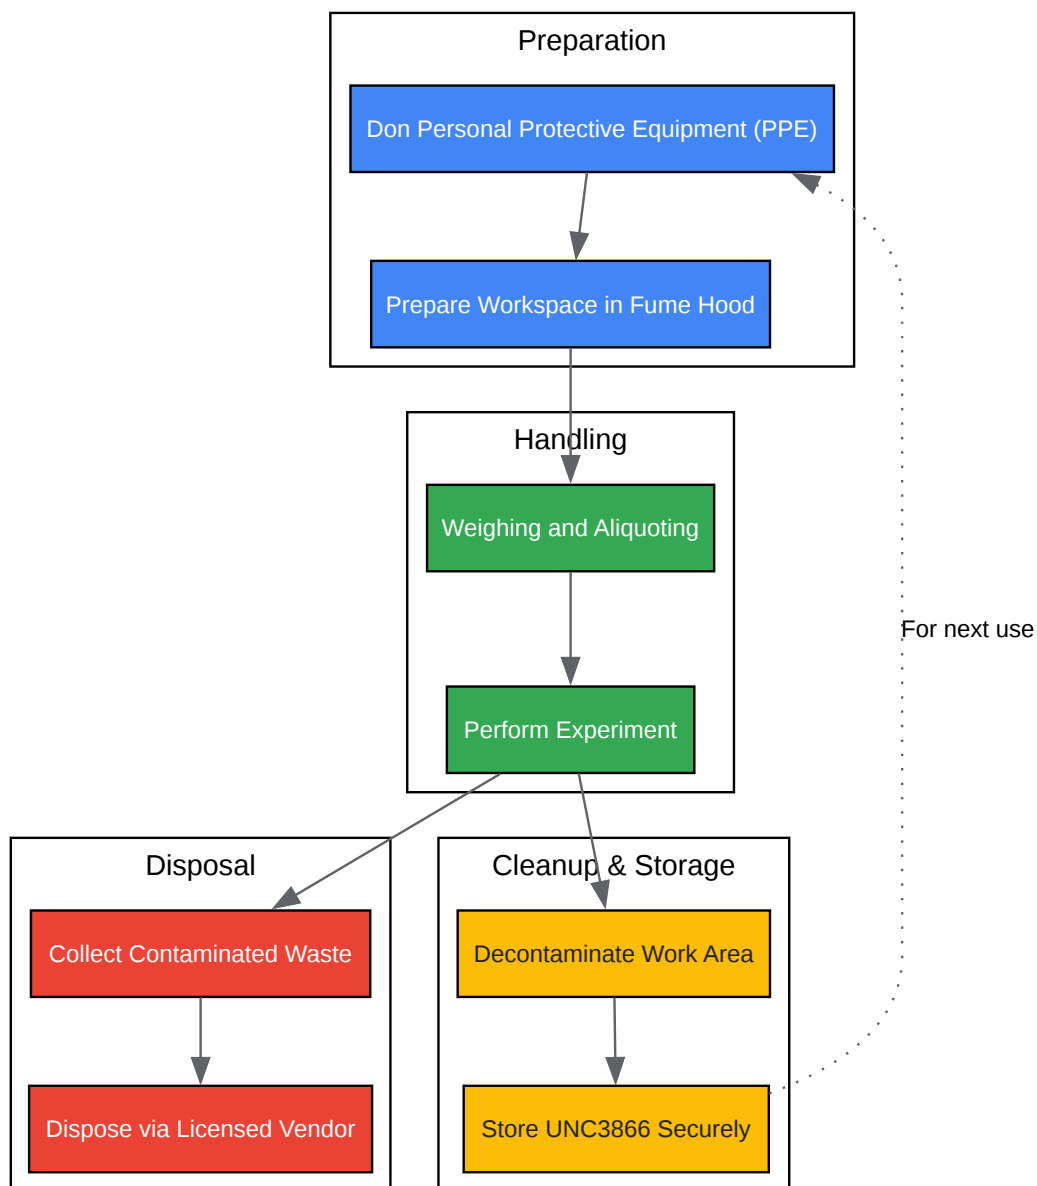 Preparation
Don Personal Protective Equipment (PPE)
Prepare Workspace in Fume Hood
Handling
Weighing and Aliquoting
For next use
Perform Experiment
Disposal
Cleanup & Storage
Collect Contaminated Waste
Decontaminate Work Area
Dispose via Licensed Vendor
Store UNC3866 Securely